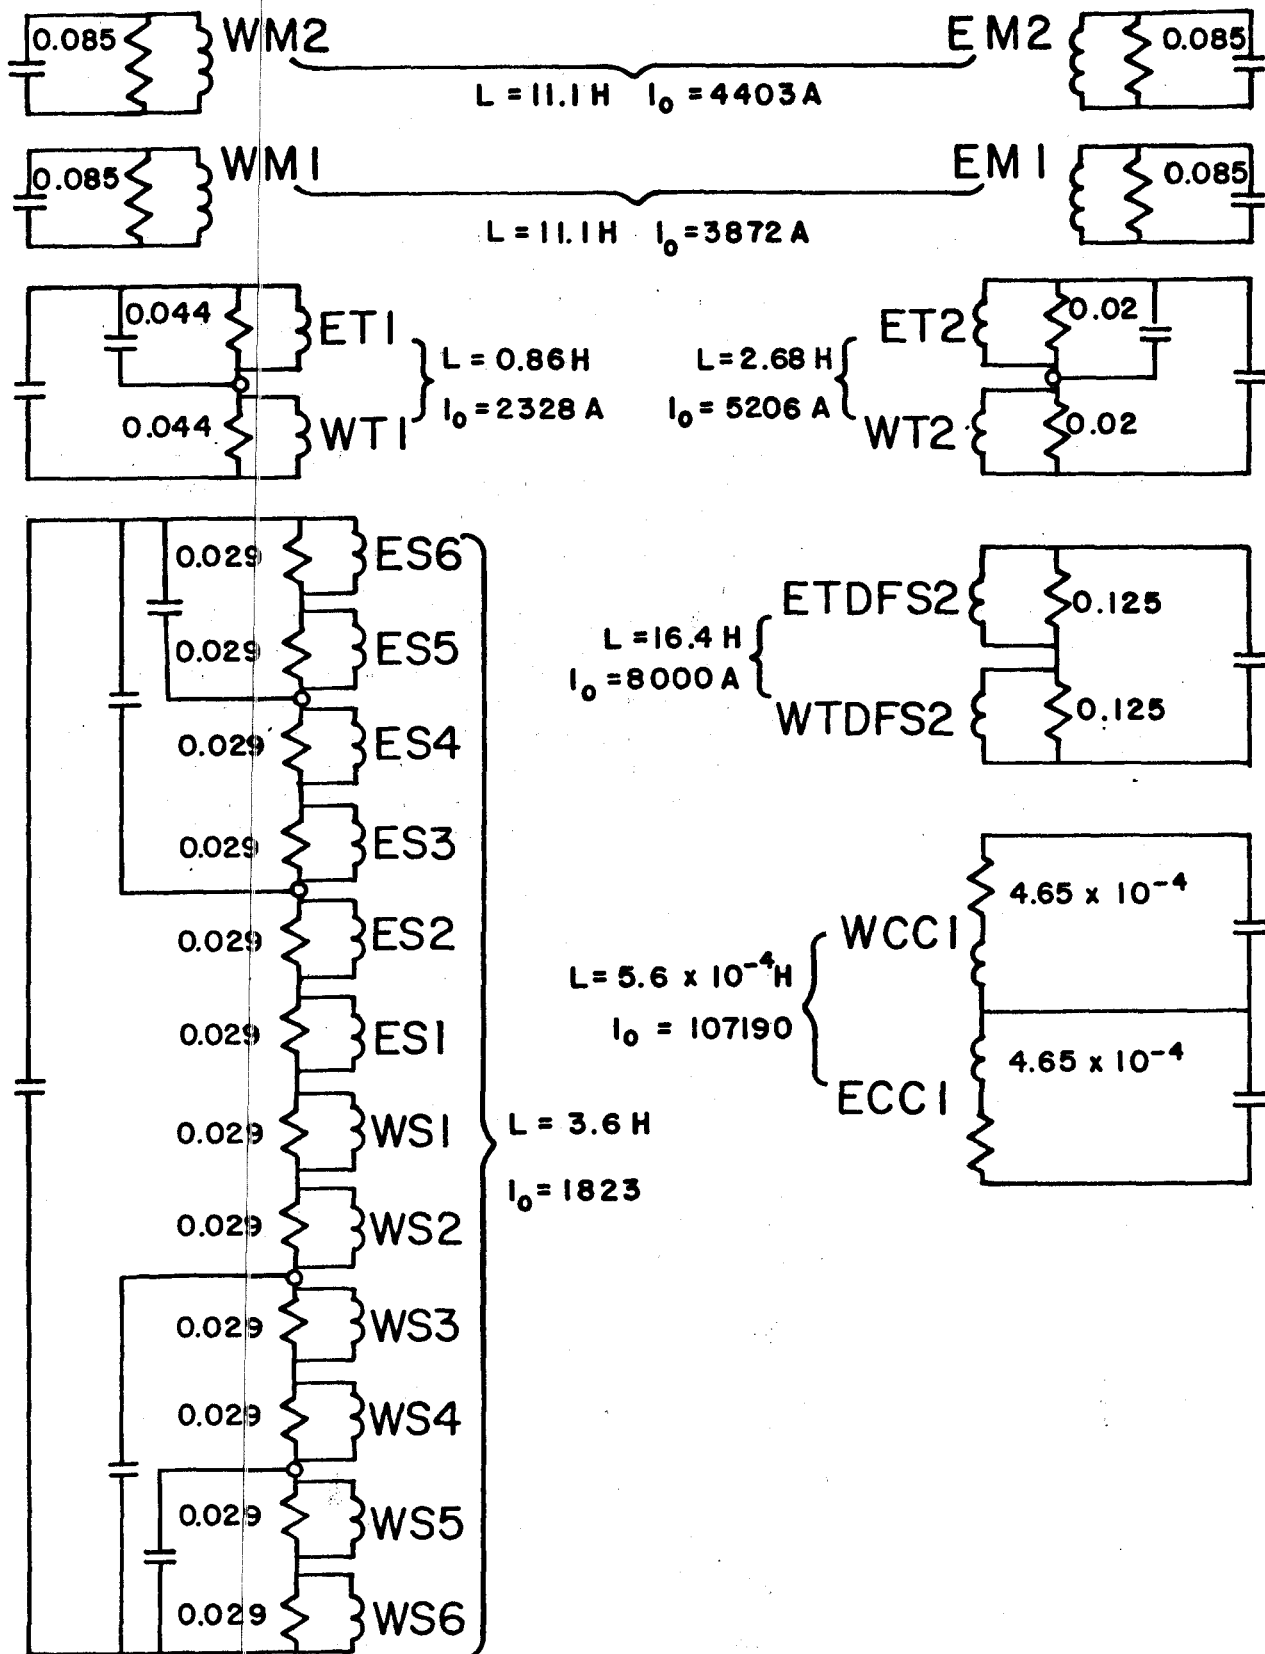 0.085 WM2 EM2 0.085
L = 11.1 H I₀ = 4403 A
0.085 WM1 EM1 0.085
L = 11.1 H I₀ = 3872 A
0.044 ET1 ET2 0.02
L = 0.86 H L = 2.68 H
I₀ = 2328 A I₀ = 5206 A
0.044 WT1 WT2 0.02
0.029 ES6
ETDFS2 0.125
0.029 ES5
L = 16.4 H
I₀ = 8000 A
WTDFS2 0.125
0.029 ES4
0.029 ES3
4.65 x 10⁻⁴
0.029 ES2
WCC1
L = 5.6 x 10⁻⁴ H
I₀ = 107190
0.029 ES1
4.65 x 10⁻⁴
ECC1
0.029 WS1
L = 3.6 H
I₀ = 1823
0.029 WS2
0.029 WS3
0.029 WS4
0.029 WS5
0.029 WS6